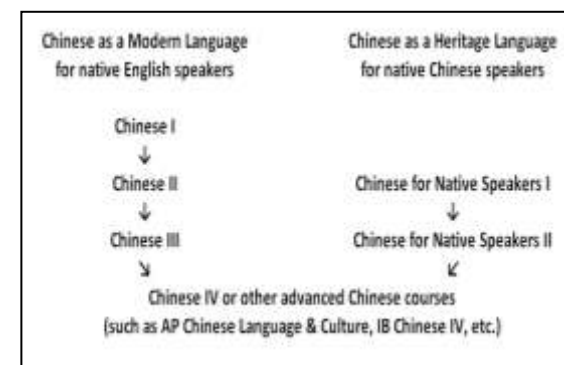 Chinese as a Modern Language
for native English speakers
Chinese as a Heritage Language
for native Chinese speakers
Chinese I
↓
Chinese II
↓
Chinese III
↘
Chinese for Native Speakers I
↓
Chinese for Native Speakers II
↙
Chinese IV or other advanced Chinese courses
(such as AP Chinese Language & Culture, IB Chinese IV, etc.)